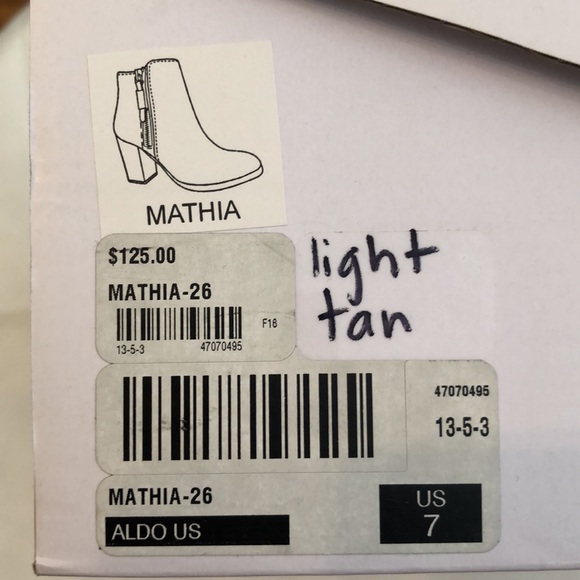 MATHIA
$125.00
MATHIA-26
F16
13-5-3 47070495
light
tan
47070495
13-5-3
MATHIA-26
ALDO US
US
7